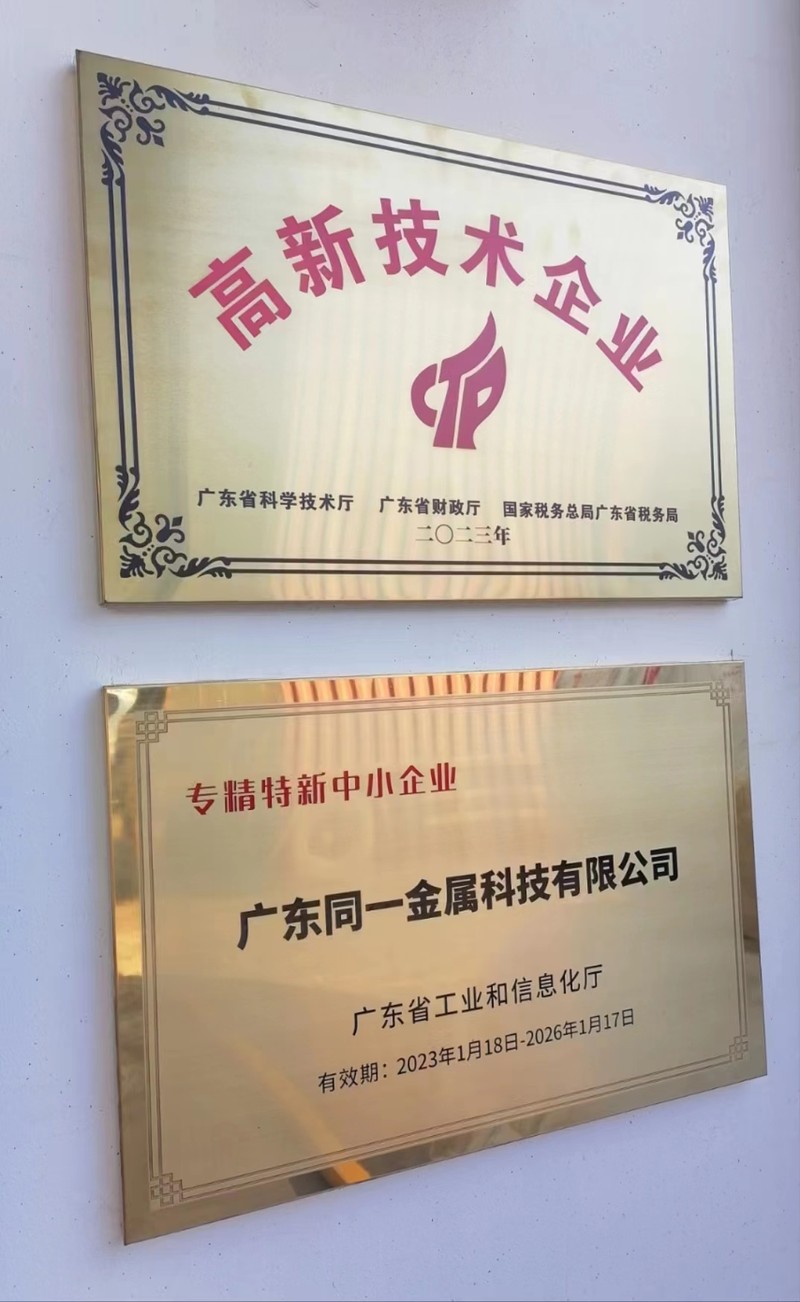 高新技术企业
CTP
广东省科学技术厅 广东省财政厅 国家税务总局广东省税务局
二〇二三年
专精特新中小企业
广东同一金属科技有限公司
广东省工业和信息化厅
有效期：2023年1月18日-2026年1月17日